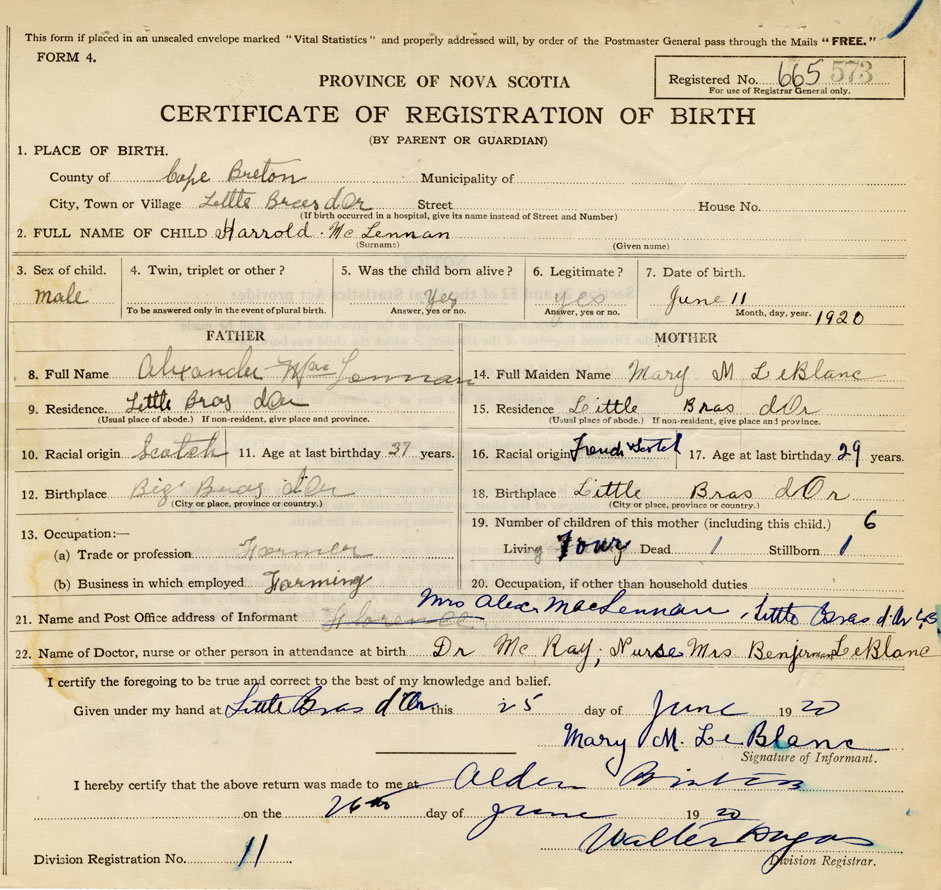 This form if placed in an unsealed envelope marked "Vital Statistics" and properly addressed will, by order of the Postmaster General pass through the Mails "FREE."
FORM 4.
Registered No. 665 573
For use of Registrar General only.
PROVINCE OF NOVA SCOTIA
CERTIFICATE OF REGISTRATION OF BIRTH
(BY PARENT OR GUARDIAN)
1. PLACE OF BIRTH.
County of Cape Breton Municipality of
City, Town or Village Little Brasd'Or Street House No.
(If birth occurred in a hospital, give its name instead of Street and Number)
2. FULL NAME OF CHILD Harrold McLennan
(Surname) (Given name)
3. Sex of child. 4. Twin, triplet or other? 5. Was the child born alive? 6. Legitimate? 7. Date of birth.
male Yes yes June 11 1920
To be answered only in the event of plural birth. Answer, yes or no. Answer, yes or no. Month, day, year.
FATHER MOTHER
8. Full Name Alexander MacLennan 14. Full Maiden Name Mary M LeBlanc
9. Residence. Little Bras d'Or 15. Residence Leittle Bras d'Or
(Usual place of abode.) If non-resident, give place and province. (Usual place of abode.) If non-resident, give place and province.
10. Racial origin Scotch 11. Age at last birthday 37 years. 16. Racial origin French & Scotch 17. Age at last birthday 29 years.
12. Birthplace Big Bras d'Or 18. Birthplace Little Bras d'Or
(City or place, province or country.) (City or place, province or country.)
13. Occupation:— 19. Number of children of this mother (including this child.) 6
(a) Trade or profession Farmer Living Four Dead 1 Stillborn 1
(b) Business in which employed Farming 20. Occupation, if other than household duties
21. Name and Post Office address of Informant Florence Mrs Alex. MacLennan, Little Bras d'Or
22. Name of Doctor, nurse or other person in attendance at birth Dr McKay; Nurse Mrs Benjerman LeBlanc
I certify the foregoing to be true and correct to the best of my knowledge and belief.
Given under my hand at Little Bras d'Or this 25 day of June 1920
Mary M. LeBlanc
Signature of Informant.
I hereby certify that the above return was made to me at Alder
on the 26th day of June 1920
Walter
Division Registration No. 11 Division Registrar.